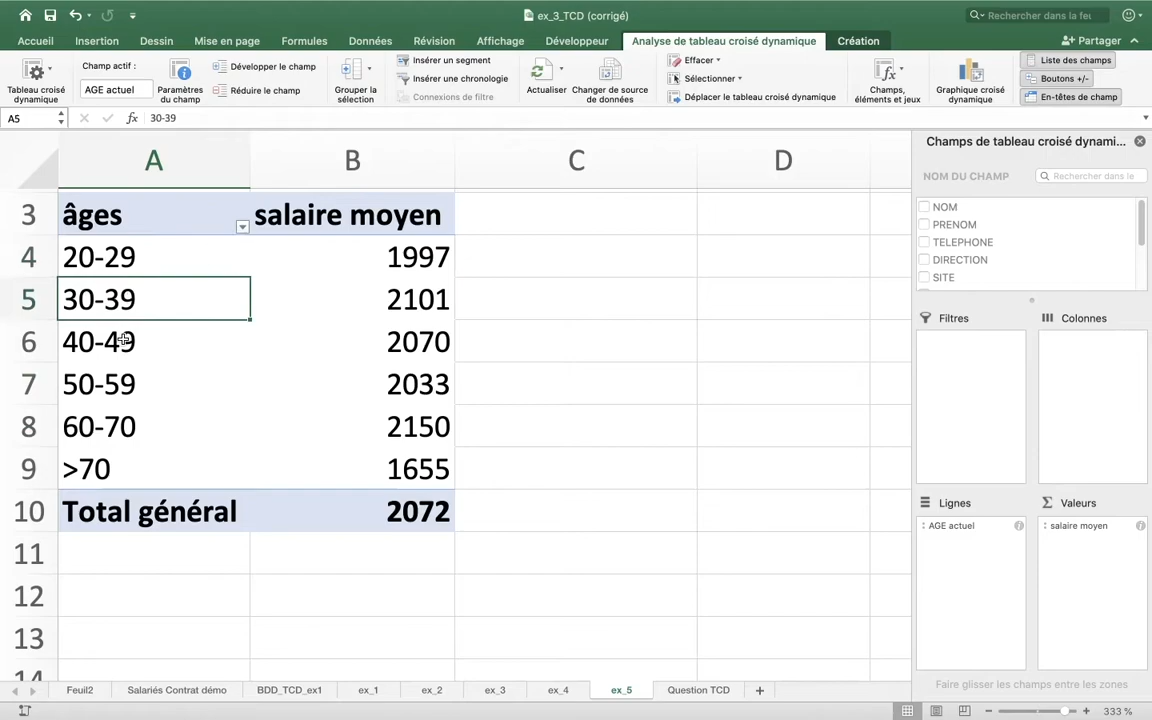 ex_3_TCD (corrigé)
Rechercher dans la feu
Accueil Insertion Dessin Mise en page Formules Données Révision Affichage Développeur Analyse de tableau croisé dynamique Création Partager
Tableau croisé dynamique
Champ actif :
AGE actuel
Paramètres du champ
Développer le champ
Réduire le champ
Grouper la sélection
Insérer un segment
Insérer une chronologie
Connexions de filtre
Actualiser
Changer de source de données
Effacer
Sélectionner
Déplacer le tableau croisé dynamique
Champs, éléments et jeux
Graphique croisé dynamique
Liste des champs
Boutons +/-
En-têtes de champ
A5 fx 30-39
A B C D
3 âges salaire moyen
4 20-29 1997
5 30-39 2101
6 40-49 2070
7 50-59 2033
8 60-70 2150
9 >70 1655
10 Total général 2072
11
12
13
14
Champs de tableau croisé dynami...
NOM DU CHAMP
Rechercher dans le
NOM
PRENOM
TELEPHONE
DIRECTION
SITE
Filtres Colonnes
Lignes Σ Valeurs
AGE actuel salaire moyen
Faire glisser les champs entre les zones
Feuil2 Salariés Contrat démo BDD_TCD_ex1 ex_1 ex_2 ex_3 ex_4 ex_5 Question TCD +
333 %